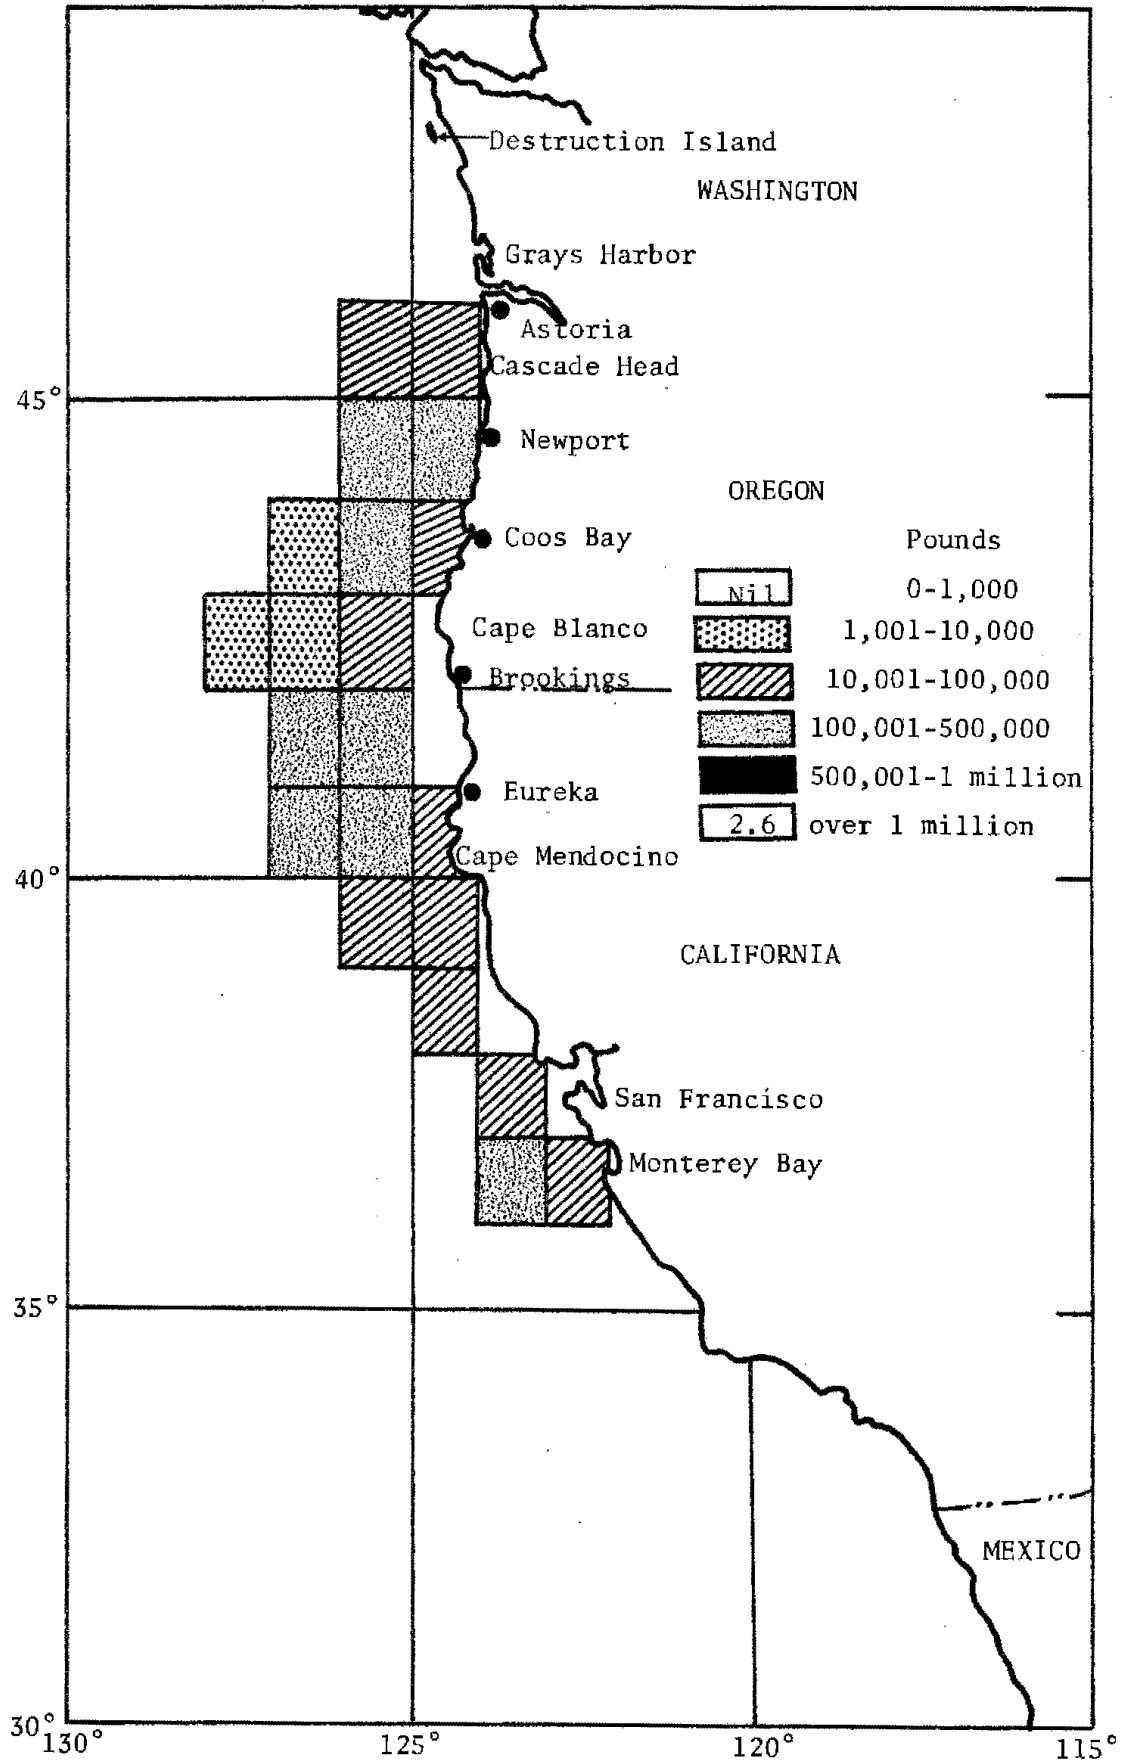 Destruction Island
WASHINGTON
Grays Harbor
Astoria
Cascade Head
45°
Newport
OREGON
Coos Bay
Pounds
Nil 0-1,000
Cape Blanco
1,001-10,000
Brookings
10,001-100,000
100,001-500,000
500,001-1 million
Eureka
2.6 over 1 million
Cape Mendocino
40°
CALIFORNIA
San Francisco
Monterey Bay
35°
MEXICO
30°
130° 125° 120° 115°